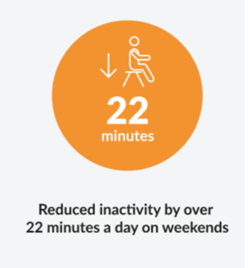 22
minutes
Reduced inactivity by over
22 minutes a day on weekends